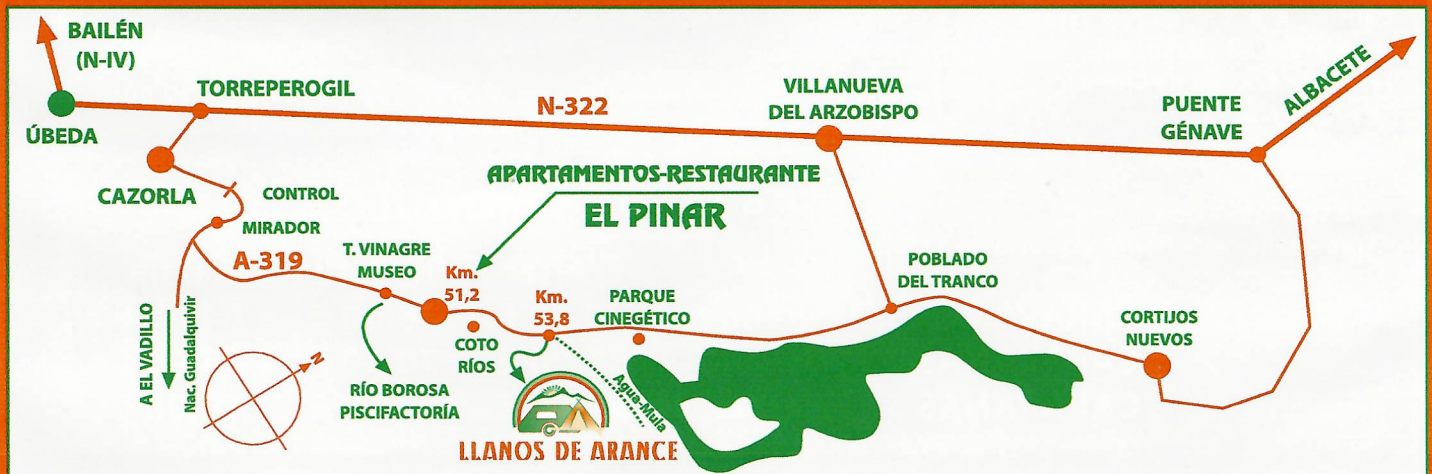 BAILÉN
(N-IV)
ÚBEDA
TORREPEROGIL
N-322
VILLANUEVA
DEL ARZOBISPO
PUENTE
GÉNAVE
ALBACETE
CAZORLA
CONTROL
MIRADOR
APARTAMENTOS-RESTAURANTE
EL PINAR
A-319
T. VINAGRE
MUSEO
Km.
51,2
Km.
53,8
PARQUE
CINEGÉTICO
POBLADO
DEL TRANCO
CORTIJOS
NUEVOS
COTO
RÍOS
A EL VADILLO
Nac. Guadalquivir
N
RÍO BOROSA
PISCIFACTORÍA
Agua-Mula
LLANOS DE ARANCE